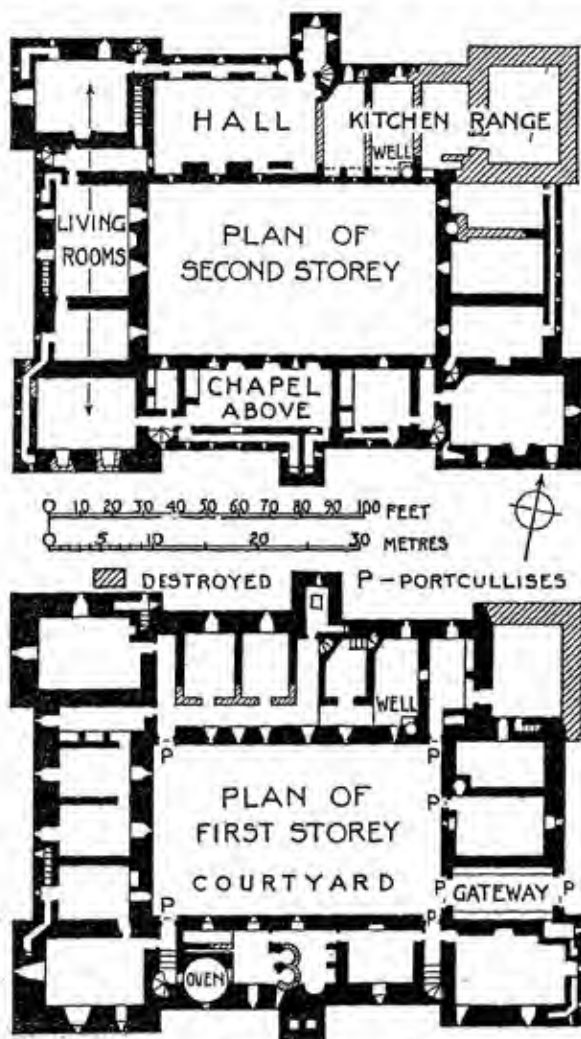 HALL
KITCHEN RANGE
WELL
LIVING
ROOMS
PLAN OF
SECOND STOREY
CHAPEL
ABOVE
0 10 20 30 40 50 60 70 80 90 100 FEET
0 5 10 20 30 METRES
DESTROYED P-PORTCULLISES
WELL
P P
PLAN OF
FIRST STOREY
P
COURTYARD
P GATEWAY P
P P
OVEN